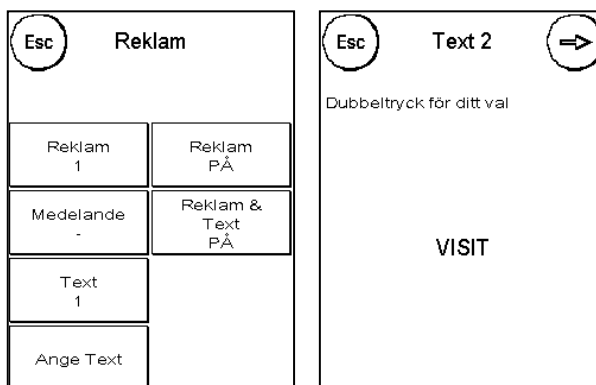 Esc
Reklam
Reklam
1
Reklam
PÅ
Medelande
-
Reklam &
Text
PÅ
Text
1
Ange Text
Esc
Text 2
Dubbeltryck för ditt val
VISIT